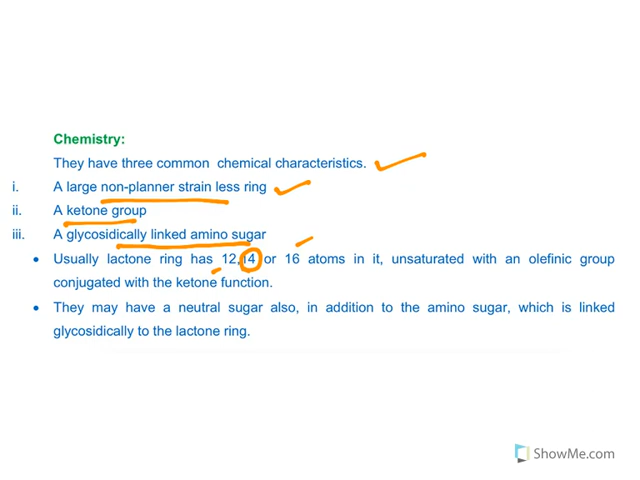 Chemistry:
They have three common chemical characteristics.
i. A large non-planner strain less ring
ii. A ketone group
iii. A glycosidically linked amino sugar
• Usually lactone ring has 12,14 or 16 atoms in it, unsaturated with an olefinic group
conjugated with the ketone function.
• They may have a neutral sugar also, in addition to the amino sugar, which is linked
glycosidically to the lactone ring.
ShowMe.com